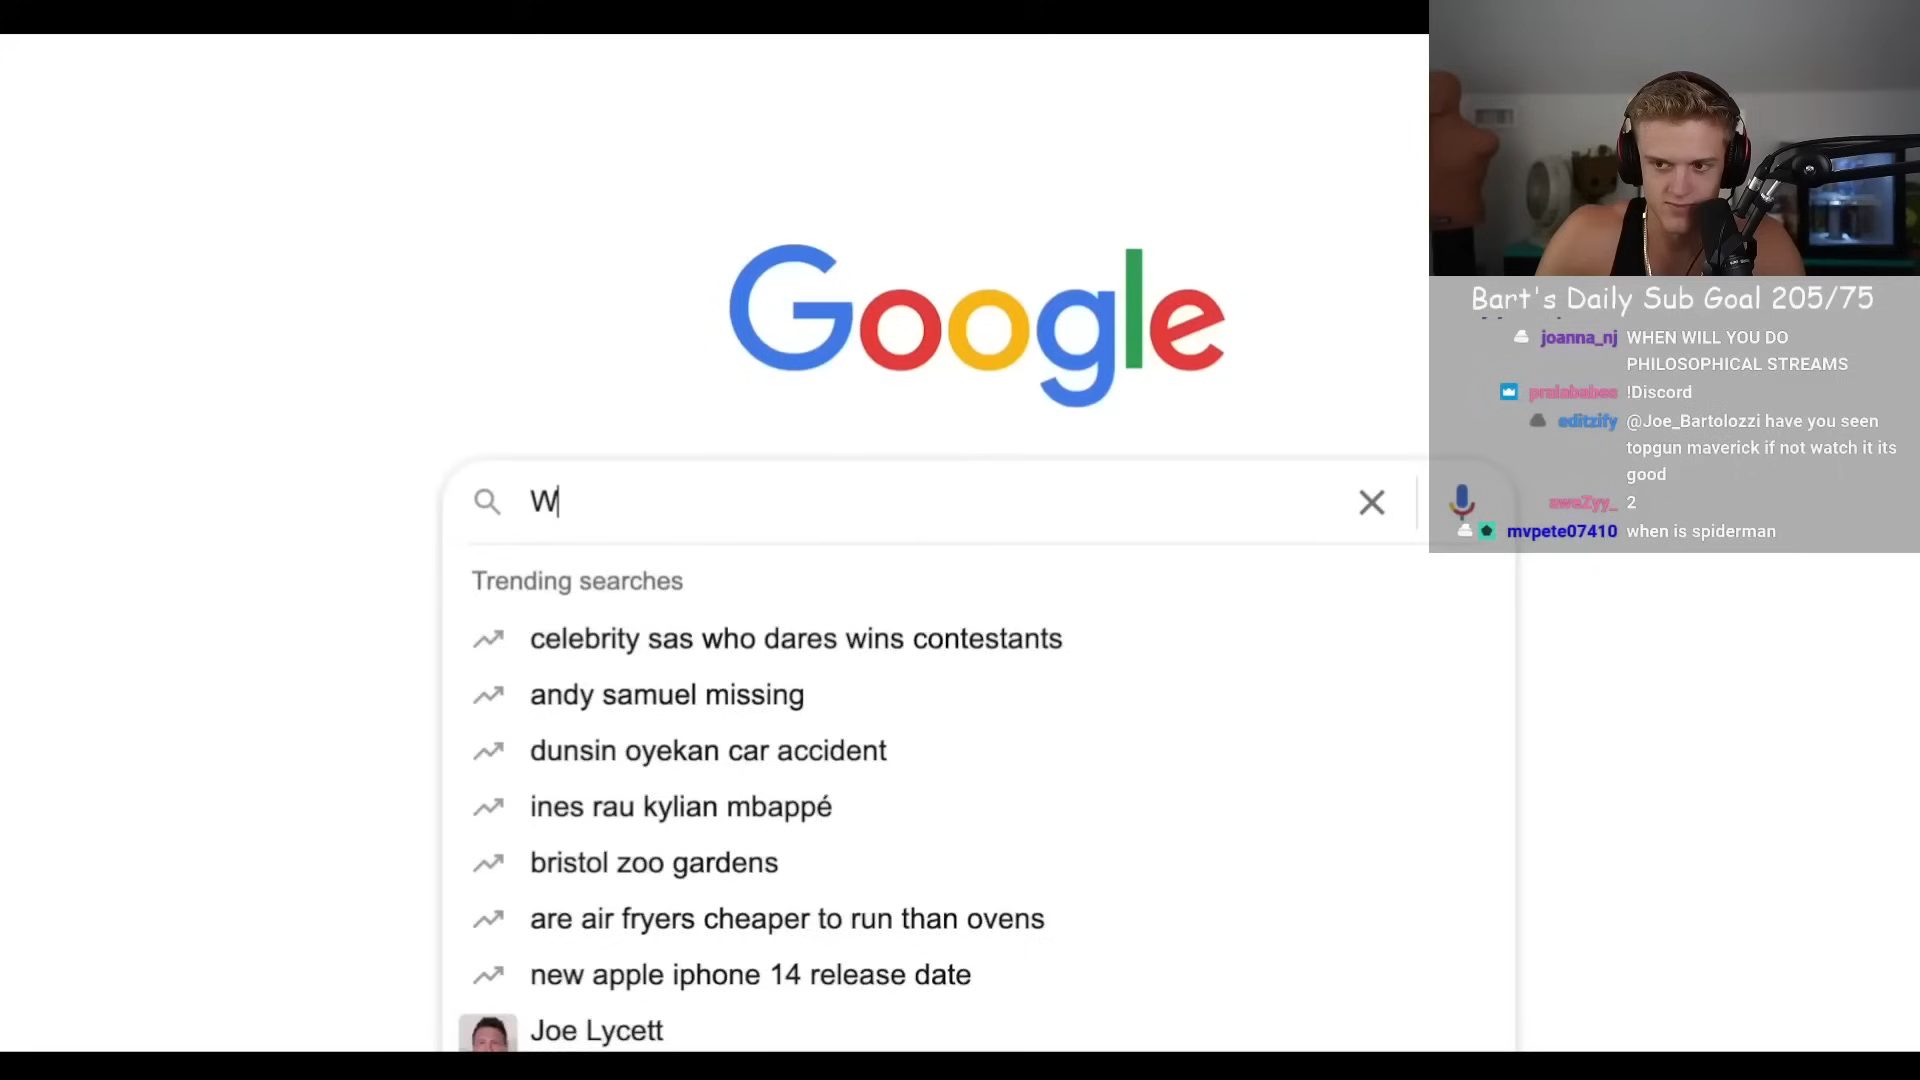 Google
W
Trending searches
celebrity sas who dares wins contestants
andy samuel missing
dunsin oyekan car accident
ines rau kylian mbappé
bristol zoo gardens
are air fryers cheaper to run than ovens
new apple iphone 14 release date
Joe Lycett
Bart's Daily Sub Goal 205/75
joanna_nj WHEN WILL YOU DO
PHILOSOPHICAL STREAMS
!Discord
editzify @Joe_Bartolozzi have you seen
topgun maverick if not watch it its
good
aweZyy_ 2
mvpete07410 when is spiderman